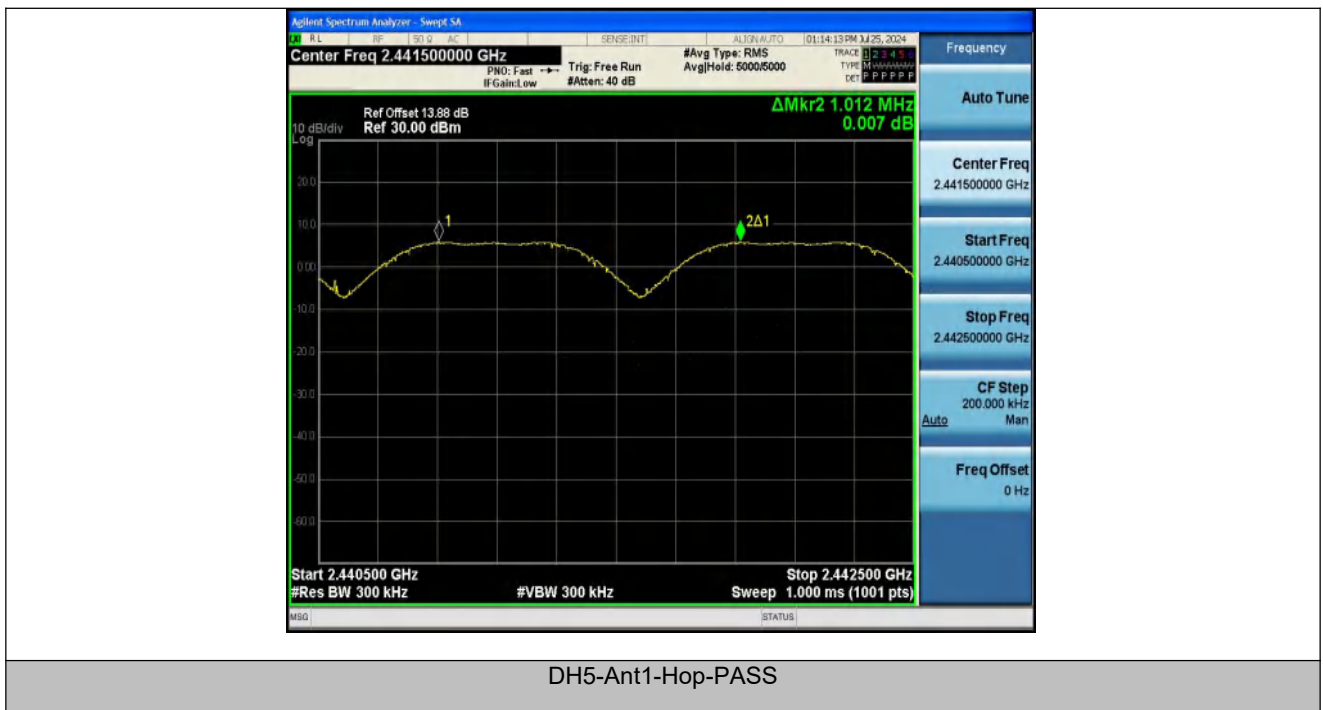 Agilent Spectrum Analyzer - Swept SA
RL RF 50 Ω AC SENSE:INT ALIGN AUTO 01:14:13 PM Jul 25, 2024
Center Freq 2.441500000 GHz
PNO: Fast
IFGain:Low
Trig: Free Run
#Atten: 40 dB
#Avg Type: RMS
Avg|Hold: 5000/5000
TRACE 1 2 3 4 5 6
TYPE M
DET P P P P P P
Frequency
Auto Tune
Center Freq
2.441500000 GHz
Start Freq
2.440500000 GHz
Stop Freq
2.442500000 GHz
CF Step
200.000 kHz
Auto Man
Freq Offset
0 Hz
ΔMkr2 1.012 MHz
0.007 dB
Ref Offset 13.88 dB
10 dB/div Ref 30.00 dBm
Log
20.0
10.0
0.00
-10.0
-20.0
-30.0
-40.0
-50.0
-60.0
1
2Δ1
Start 2.440500 GHz Stop 2.442500 GHz
#Res BW 300 kHz #VBW 300 kHz Sweep 1.000 ms (1001 pts)
MSG STATUS
DH5-Ant1-Hop-PASS